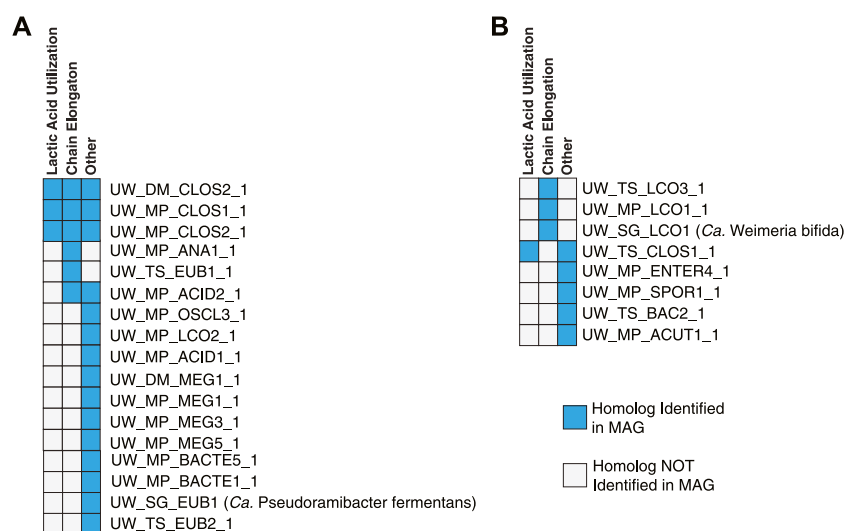 A
Lactic Acid Utilization
Chain Elongaton
Other
UW_DM_CLOS2_1
UW_MP_CLOS1_1
UW_MP_CLOS2_1
UW_MP_ANA1_1
UW_TS_EUB1_1
UW_MP_ACID2_1
UW_MP_OSCL3_1
UW_MP_LCO2_1
UW_MP_ACID1_1
UW_DM_MEG1_1
UW_MP_MEG1_1
UW_MP_MEG3_1
UW_MP_MEG5_1
UW_MP_BACTE5_1
UW_MP_BACTE1_1
UW_SG_EUB1 (Ca. Pseudoramibacter fermentans)
UW_TS_EUB2_1
B
Lactic Acid Utilization
Chain Elongation
Other
UW_TS_LCO3_1
UW_MP_LCO1_1
UW_SG_LCO1 (Ca. Weimeria bifida)
UW_TS_CLOS1_1
UW_MP_ENTER4_1
UW_MP_SPOR1_1
UW_TS_BAC2_1
UW_MP_ACUT1_1
Homolog Identified
in MAG
Homolog NOT
Identified in MAG